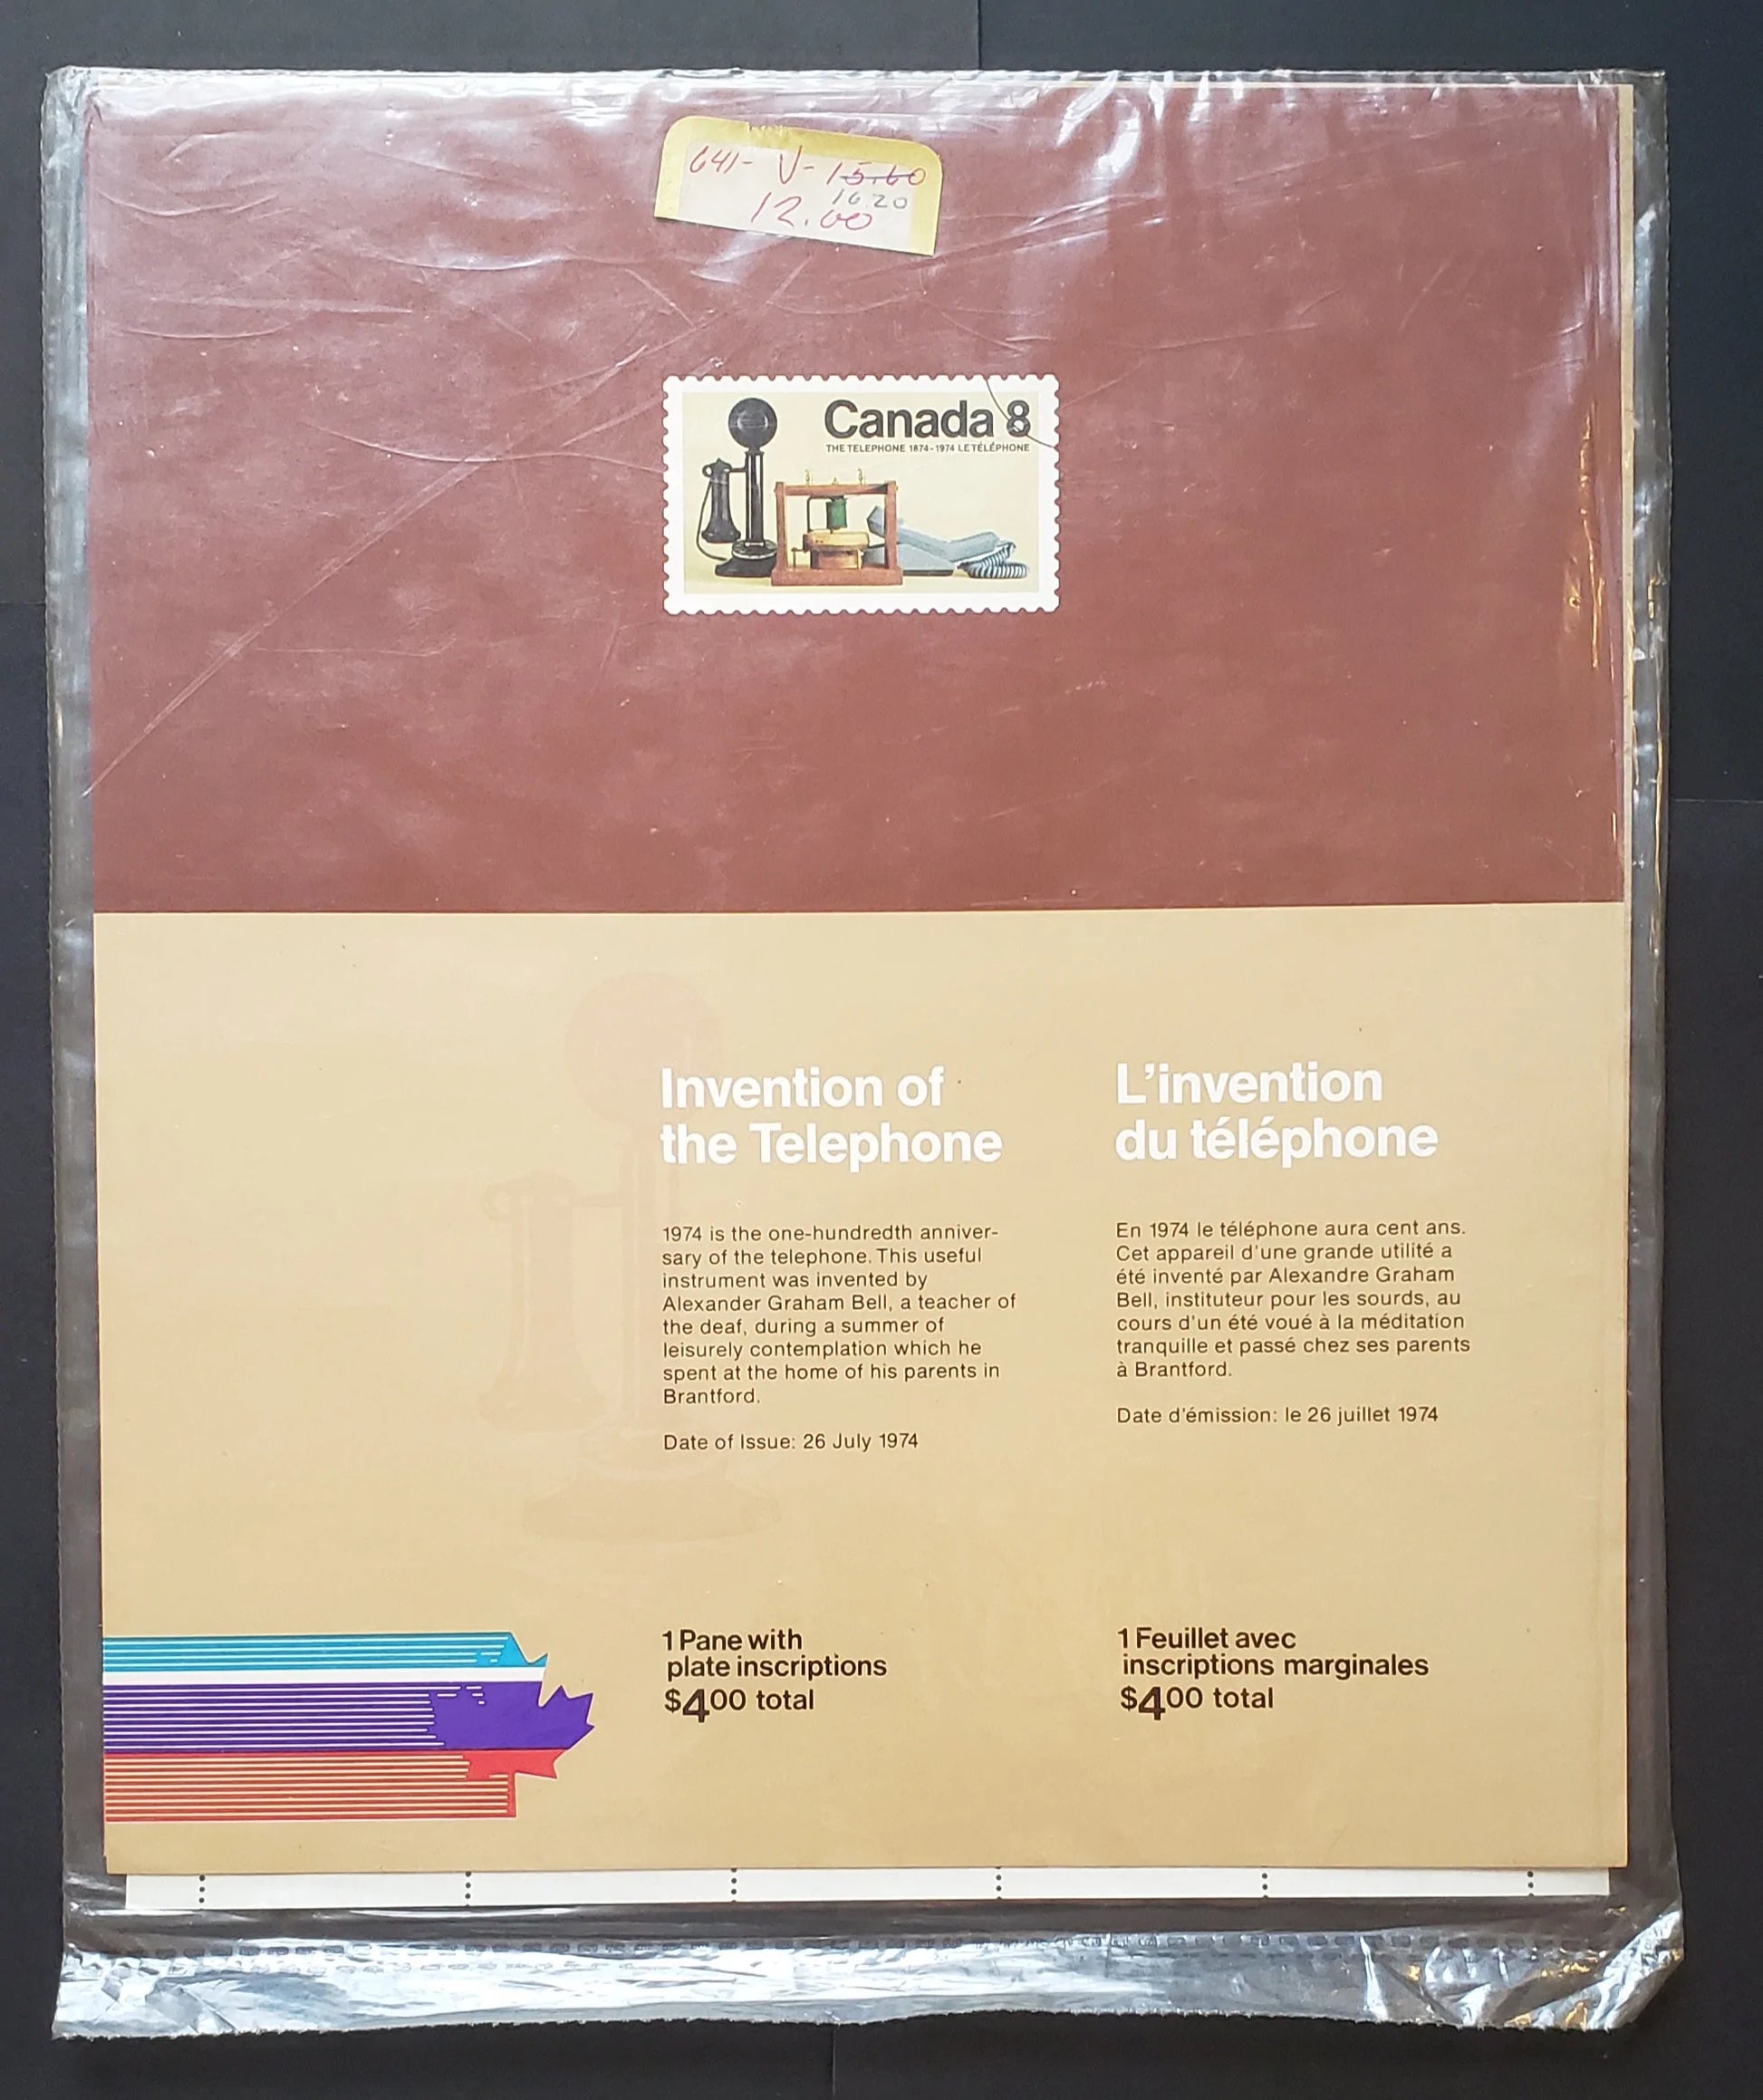 641- V- 15.60
16.20
12.00
Canada 8
THE TELEPHONE 1874-1974 LE TÉLÉPHONE
Invention of
the Telephone
1974 is the one-hundredth anniver-
sary of the telephone. This useful
instrument was invented by
Alexander Graham Bell, a teacher of
the deaf, during a summer of
leisurely contemplation which he
spent at the home of his parents in
Brantford.
Date of Issue: 26 July 1974
1 Pane with
plate inscriptions
$4.00 total
L'invention
du téléphone
En 1974 le téléphone aura cent ans.
Cet appareil d'une grande utilité a
été inventé par Alexandre Graham
Bell, instituteur pour les sourds, au
cours d'un été voué à la méditation
tranquille et passé chez ses parents
à Brantford.
Date d'émission: le 26 juillet 1974
1 Feuillet avec
inscriptions marginales
$4.00 total